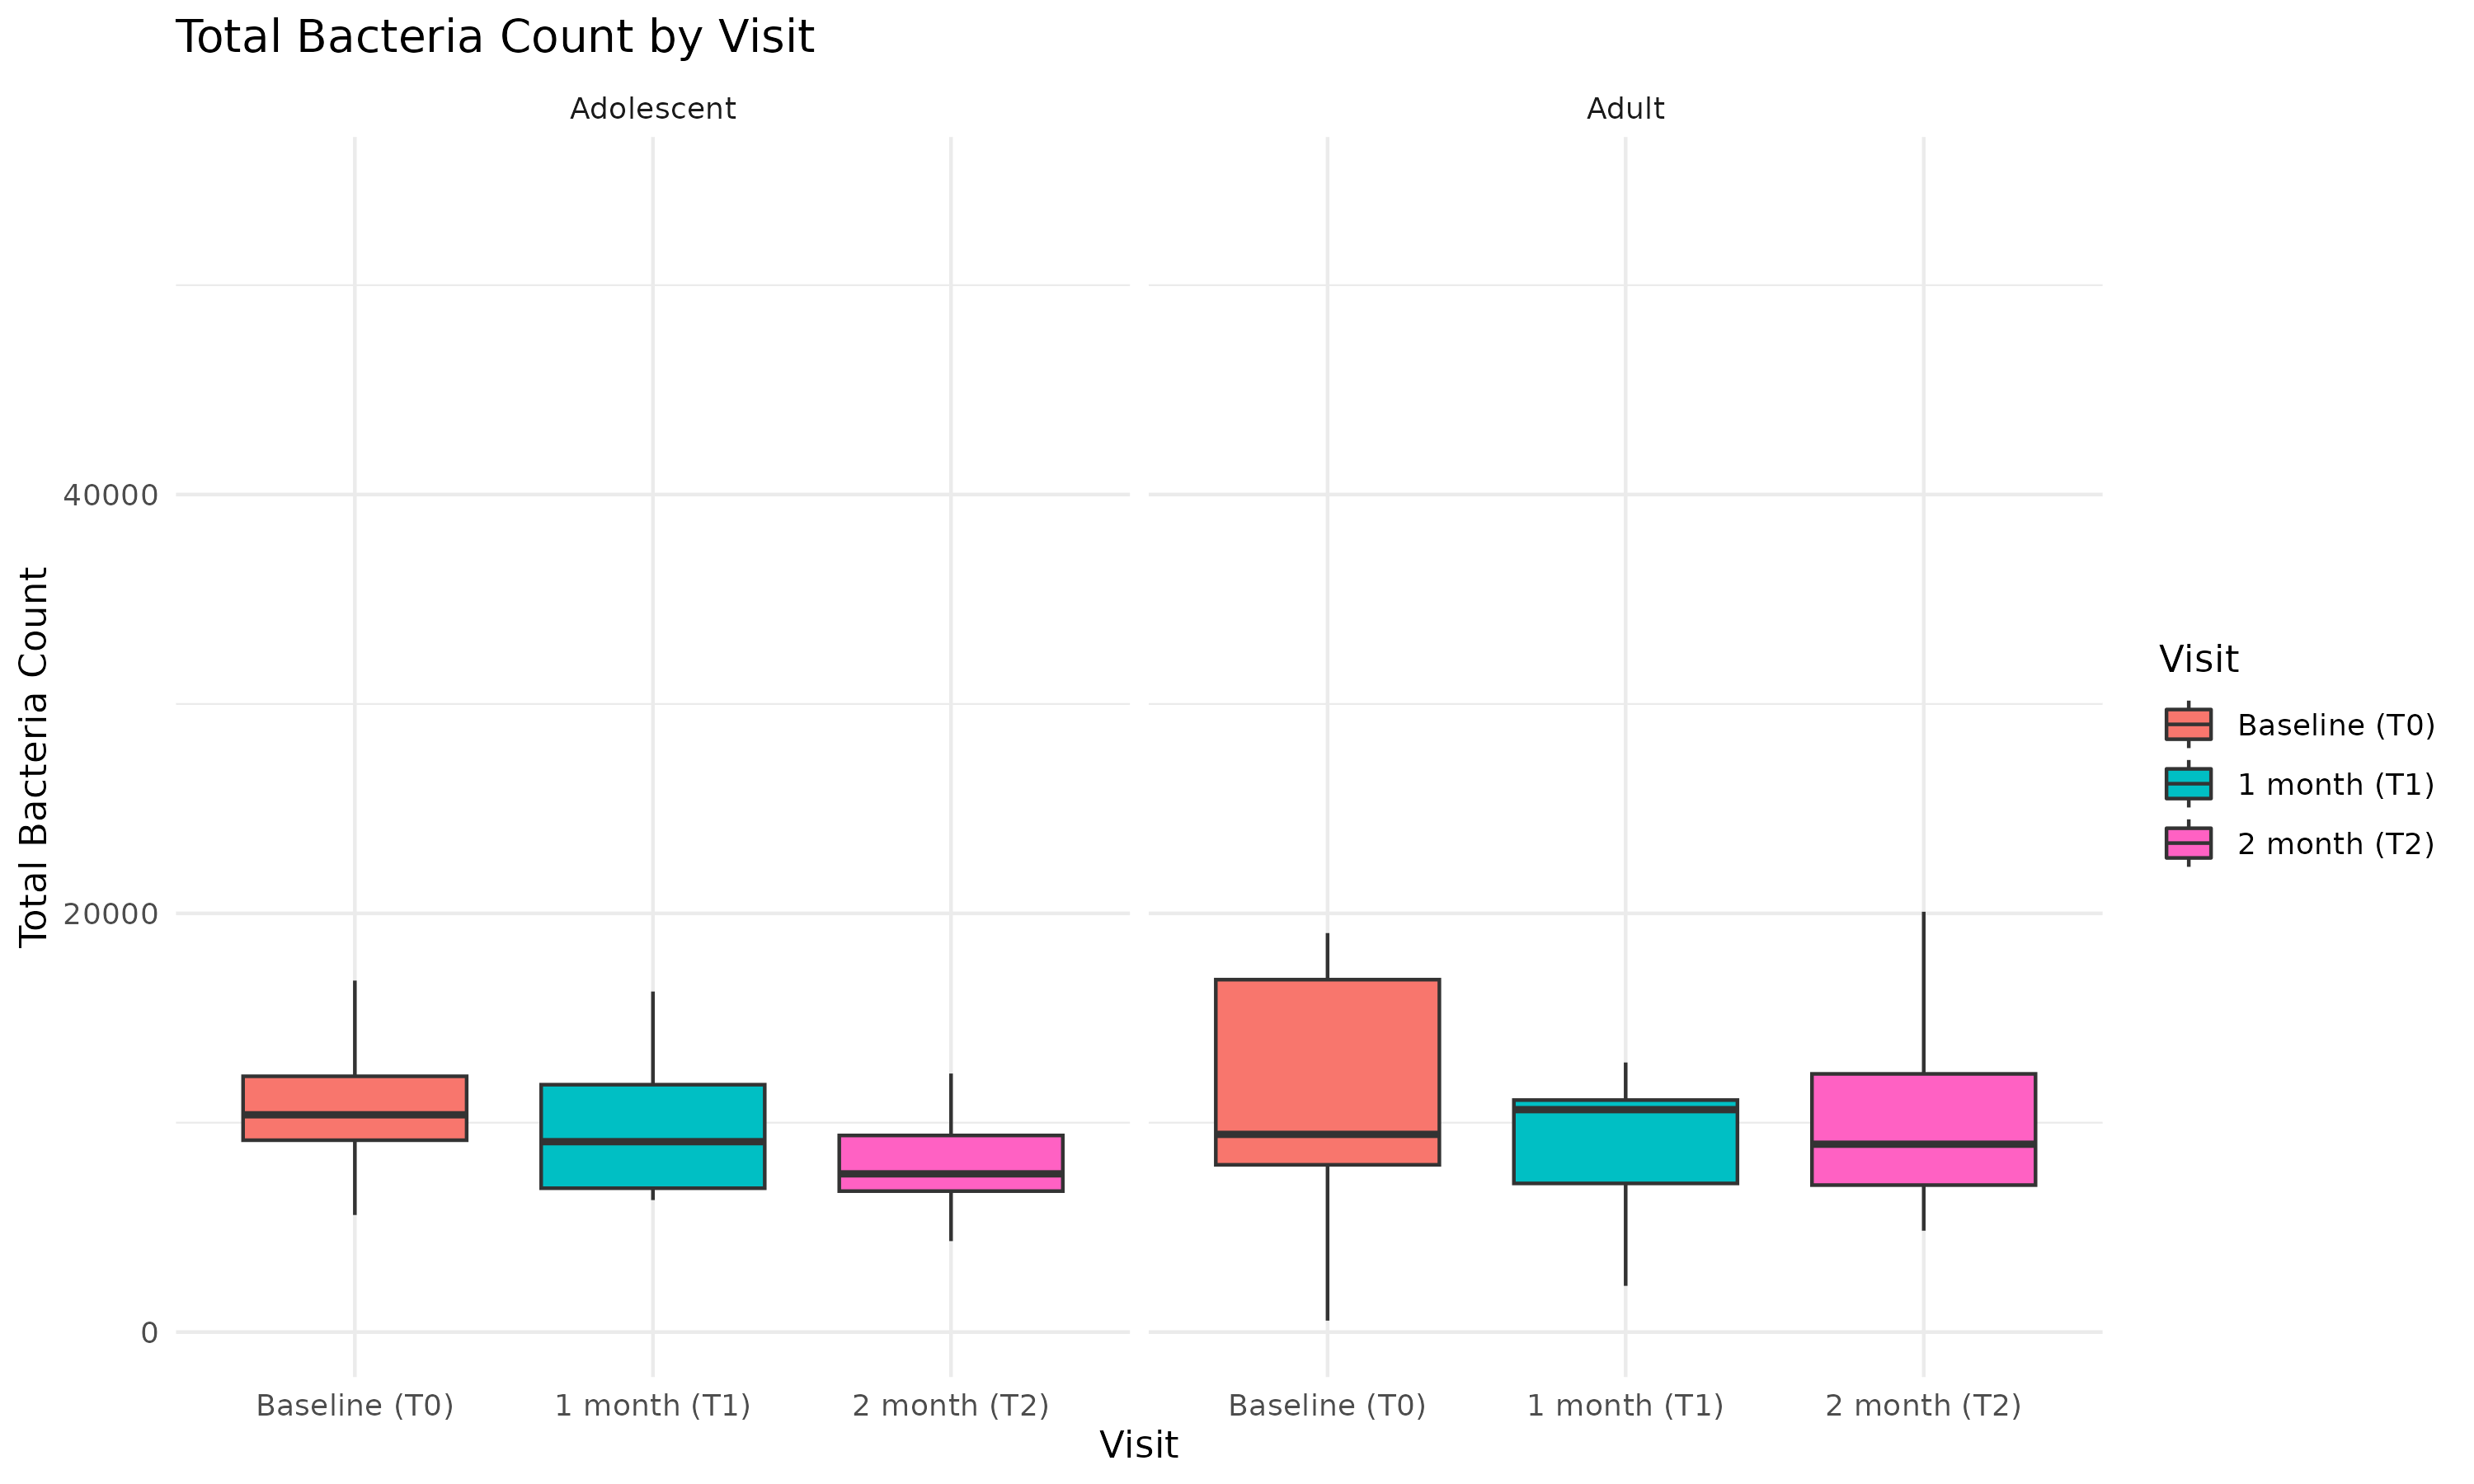 Total Bacteria Count by Visit
Adolescent
Adult
Total Bacteria Count
40000
20000
0
Baseline (T0)
1 month (T1)
2 month (T2)
Baseline (T0)
1 month (T1)
2 month (T2)
Visit
Visit
Baseline (T0)
1 month (T1)
2 month (T2)